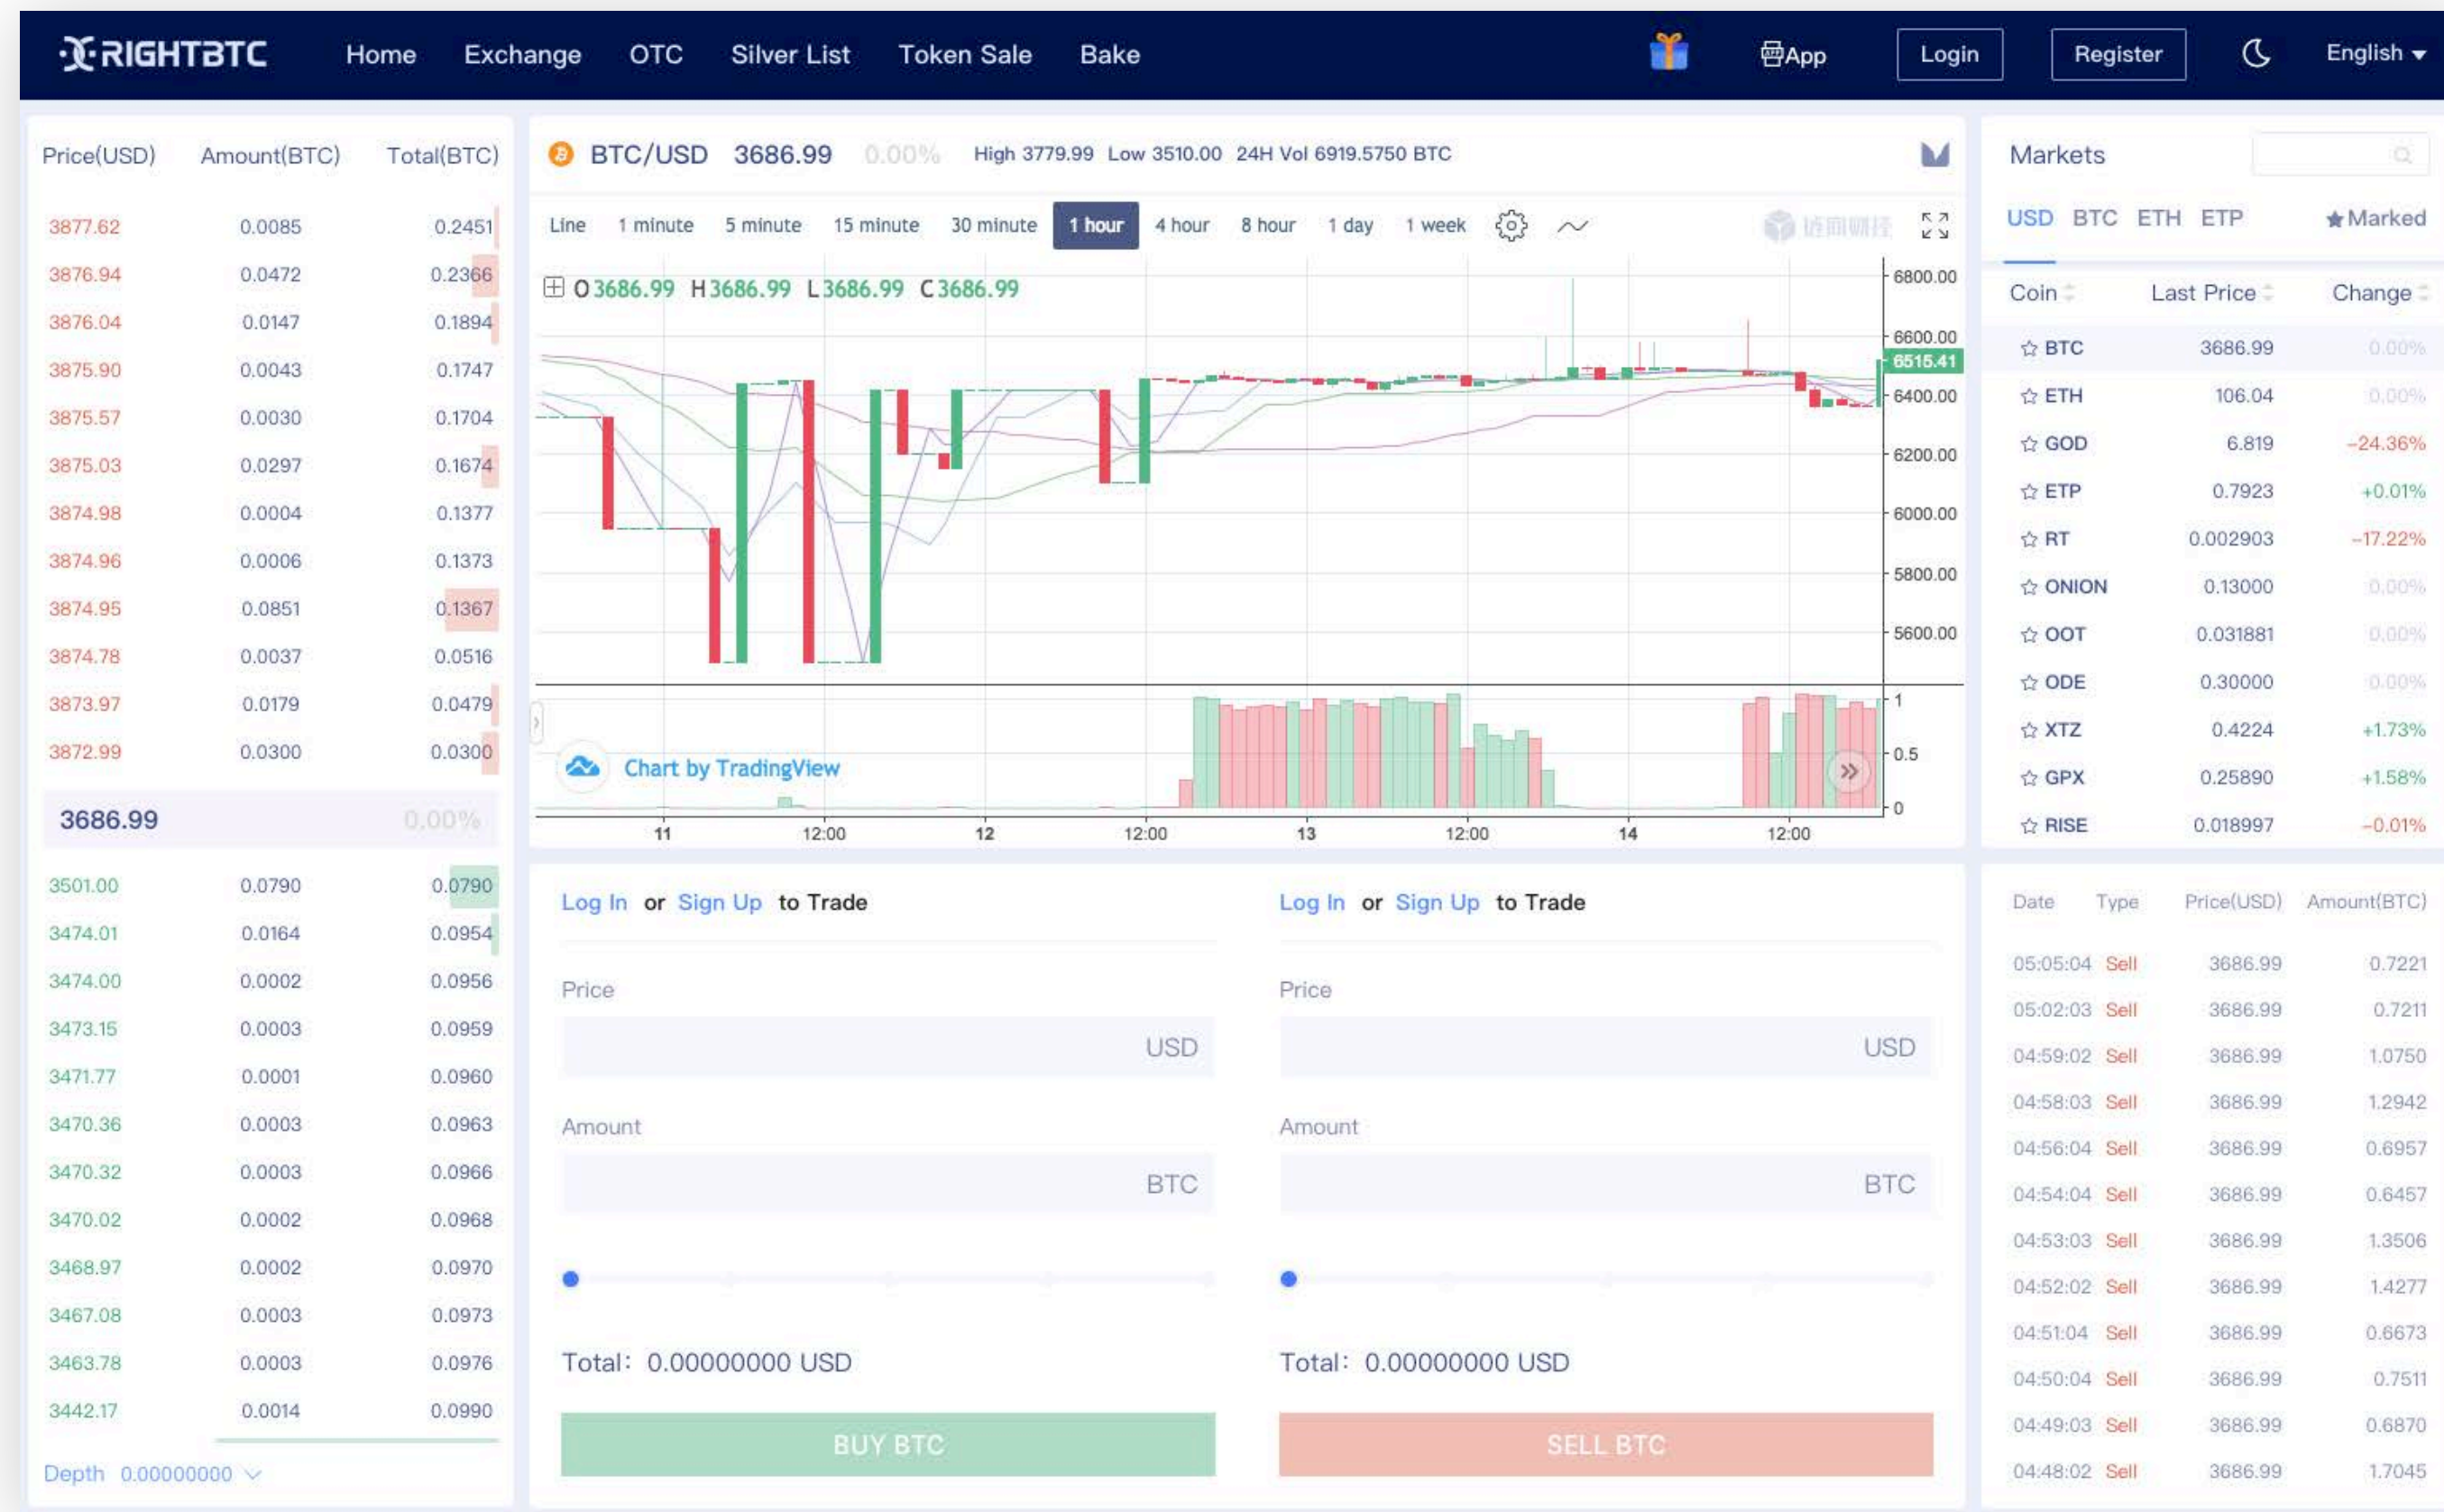 RIGHTBTC Home Exchange OTC Silver List Token Sale Bake App Login Register English
Price(USD) Amount(BTC) Total(BTC)
3877.62 0.0085 0.2451
3876.94 0.0472 0.2366
3876.04 0.0147 0.1894
3875.90 0.0043 0.1747
3875.57 0.0030 0.1704
3875.03 0.0297 0.1674
3874.98 0.0004 0.1377
3874.96 0.0006 0.1373
3874.95 0.0851 0.1367
3874.78 0.0037 0.0516
3873.97 0.0179 0.0479
3872.99 0.0300 0.0300
3686.99 0.00%
3501.00 0.0790 0.0790
3474.01 0.0164 0.0954
3474.00 0.0002 0.0956
3473.15 0.0003 0.0959
3471.77 0.0001 0.0960
3470.36 0.0003 0.0963
3470.32 0.0003 0.0966
3470.02 0.0002 0.0968
3468.97 0.0002 0.0970
3467.08 0.0003 0.0973
3463.78 0.0003 0.0976
3442.17 0.0014 0.0990
Depth 0.00000000
BTC/USD 3686.99 0.00% High 3779.99 Low 3510.00 24H Vol 6919.5750 BTC
Line 1 minute 5 minute 15 minute 30 minute 1 hour 4 hour 8 hour 1 day 1 week
O 3686.99 H 3686.99 L 3686.99 C 3686.99
6800.00
6600.00
6515.41
6400.00
6200.00
6000.00
5800.00
5600.00
1
0.5
0
Chart by TradingView
11 12:00 12 12:00 13 12:00 14 12:00
Log In or Sign Up to Trade
Price
USD
Amount
BTC
Total: 0.00000000 USD
BUY BTC
Log In or Sign Up to Trade
Price
USD
Amount
BTC
Total: 0.00000000 USD
SELL BTC
Markets
USD BTC ETH ETP ★Marked
Coin Last Price Change
BTC 3686.99 0.00%
ETH 106.04 0.00%
GOD 6.819 -24.36%
ETP 0.7923 +0.01%
RT 0.002903 -17.22%
ONION 0.13000 0.00%
OOT 0.031881 0.00%
ODE 0.30000 0.00%
XTZ 0.4224 +1.73%
GPX 0.25890 +1.58%
RISE 0.018997 -0.01%
Date Type Price(USD) Amount(BTC)
05:05:04 Sell 3686.99 0.7221
05:02:03 Sell 3686.99 0.7211
04:59:02 Sell 3686.99 1.0750
04:58:03 Sell 3686.99 1.2942
04:56:04 Sell 3686.99 0.6957
04:54:04 Sell 3686.99 0.6457
04:53:03 Sell 3686.99 1.3506
04:52:02 Sell 3686.99 1.4277
04:51:04 Sell 3686.99 0.6673
04:50:04 Sell 3686.99 0.7511
04:49:03 Sell 3686.99 0.6870
04:48:02 Sell 3686.99 1.7045